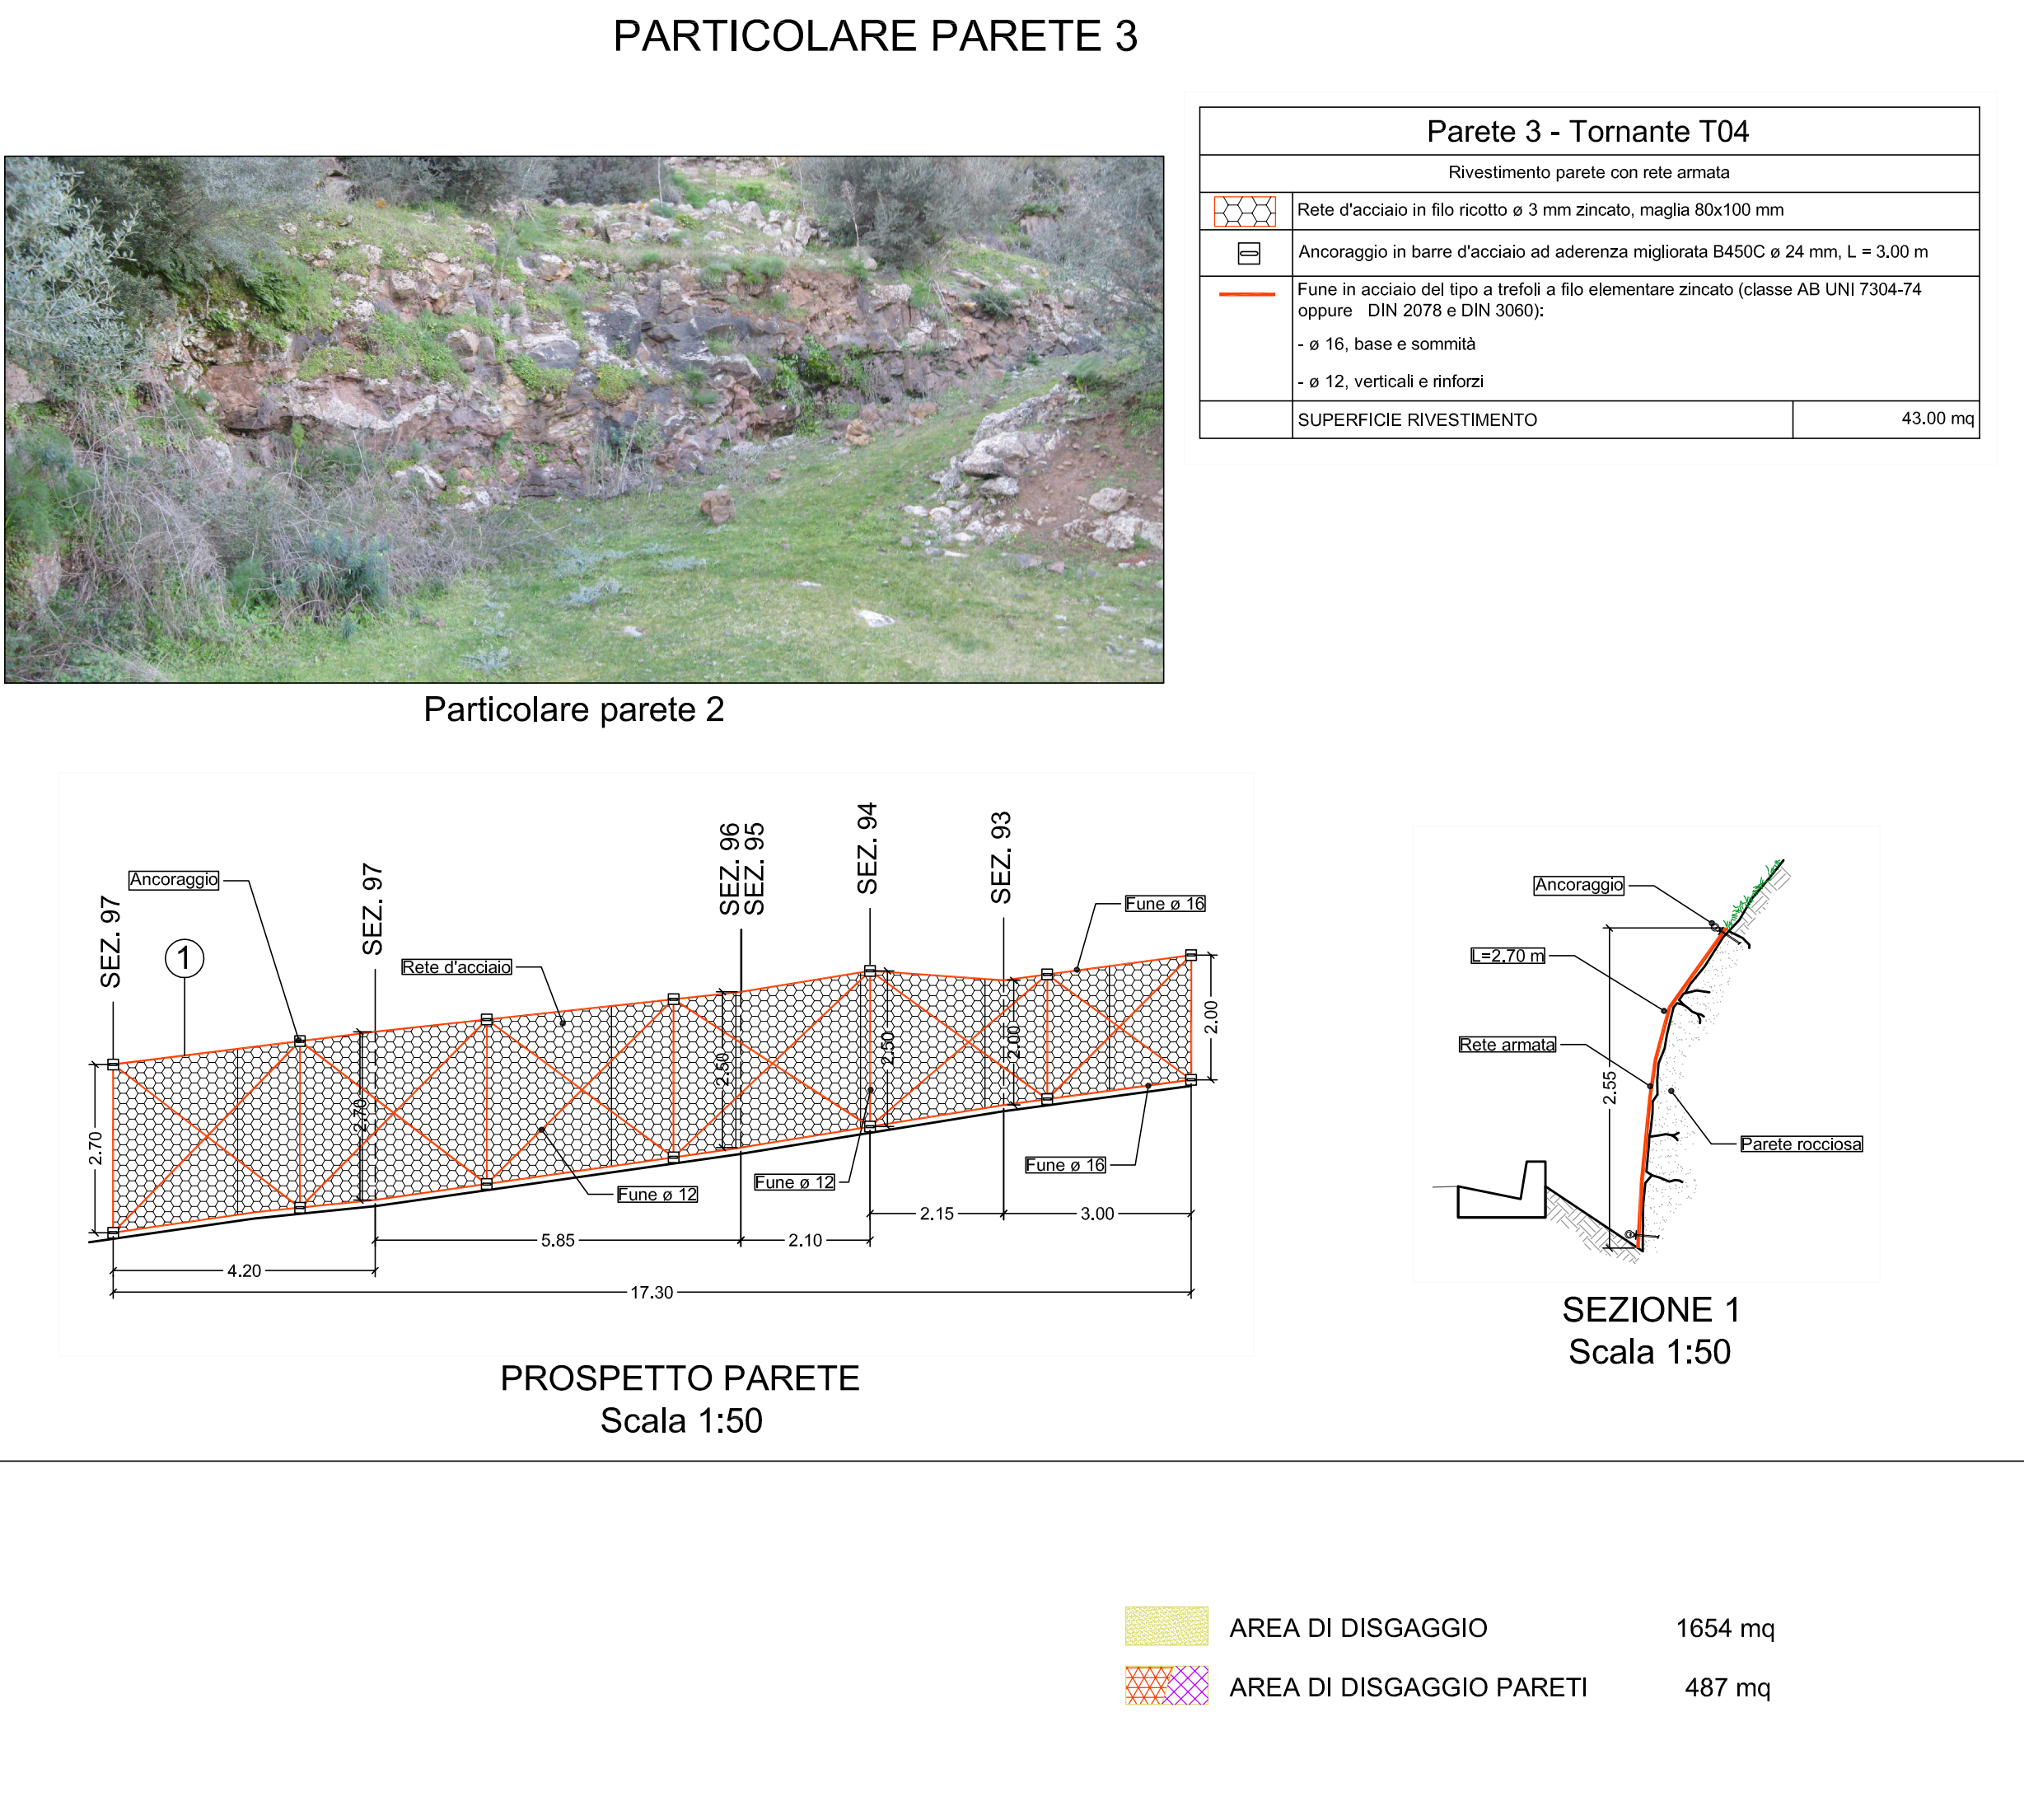 PARTICOLARE PARETE 3
Parete 3 - Tornante T04
Rivestimento parete con rete armata
Rete d'acciaio in filo ricotto ø 3 mm zincato, maglia 80x100 mm
Ancoraggio in barre d'acciaio ad aderenza migliorata B450C ø 24 mm, L = 3.00 m
Fune in acciaio del tipo a trefoli a filo elementare zincato (classe AB UNI 7304-74
oppure DIN 2078 e DIN 3060):
- ø 16, base e sommità
- ø 12, verticali e rinforzi
SUPERFICIE RIVESTIMENTO 43.00 mq
Particolare parete 2
SEZ. 97
SEZ. 97
SEZ. 96
SEZ. 95
SEZ. 94
SEZ. 93
Ancoraggio
1
Rete d'acciaio
Fune ø 16
2.70
2.70
2.50
2.50
2.00
2.00
Fune ø 12
Fune ø 12
Fune ø 16
4.20
5.85
2.10
2.15
3.00
17.30
PROSPETTO PARETE
Scala 1:50
Ancoraggio
L=2.70 m
Rete armata
2.55
Parete rocciosa
SEZIONE 1
Scala 1:50
AREA DI DISGAGGIO 1654 mq
AREA DI DISGAGGIO PARETI 487 mq